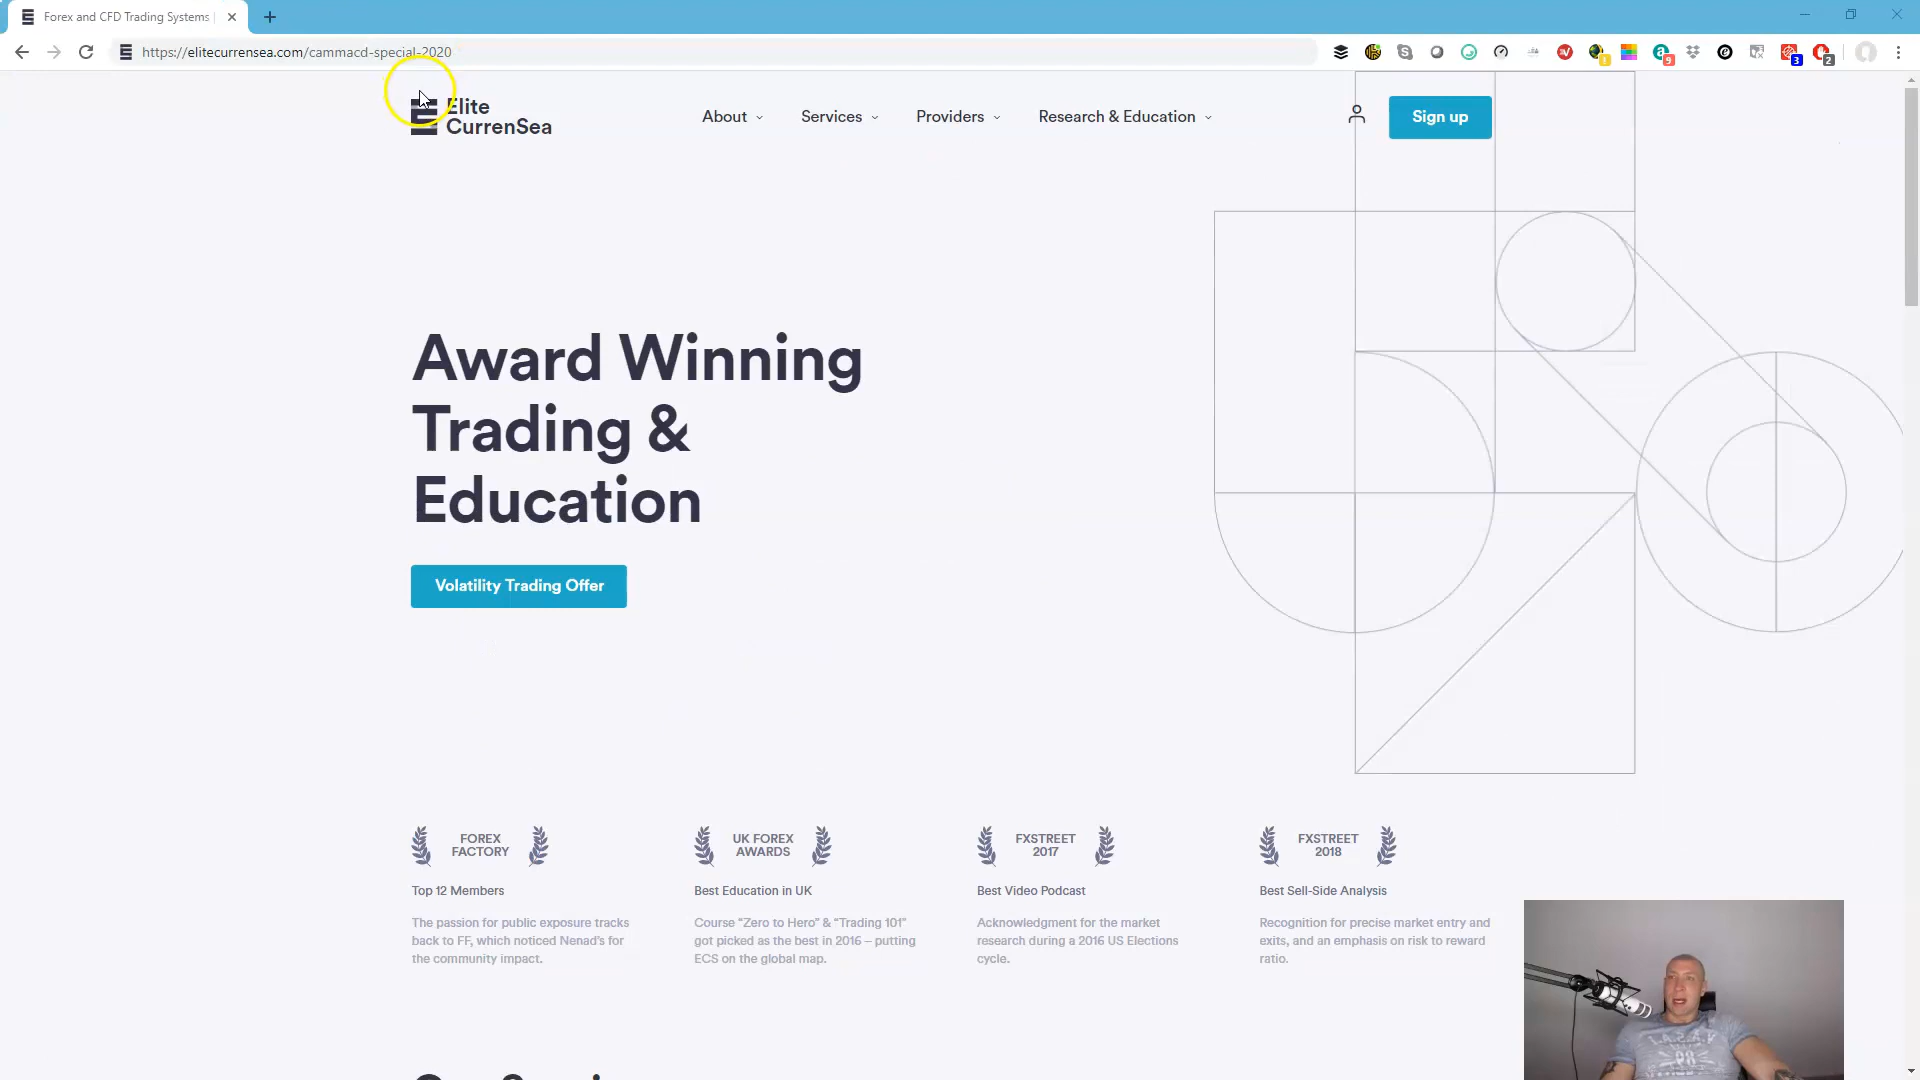 Forex and CFD Trading Systems
https://elitecurrensea.com/cammacd-special-2020
1
9
3
2
Elite
CurrenSea
About
Services
Providers
Research & Education
Sign up
Award Winning
Trading &
Education
Volatility Trading Offer
FOREX
FACTORY
Top 12 Members
The passion for public exposure tracks
back to FF, which noticed Nenad's for
the community impact.
UK FOREX
AWARDS
Best Education in UK
Course "Zero to Hero" & "Trading 101"
got picked as the best in 2016 – putting
ECS on the global map.
FXSTREET
2017
Best Video Podcast
Acknowledgment for the market
research during a 2016 US Elections
cycle.
FXSTREET
2018
Best Sell-Side Analysis
Recognition for precise market entry and
exits, and an emphasis on risk to reward
ratio.